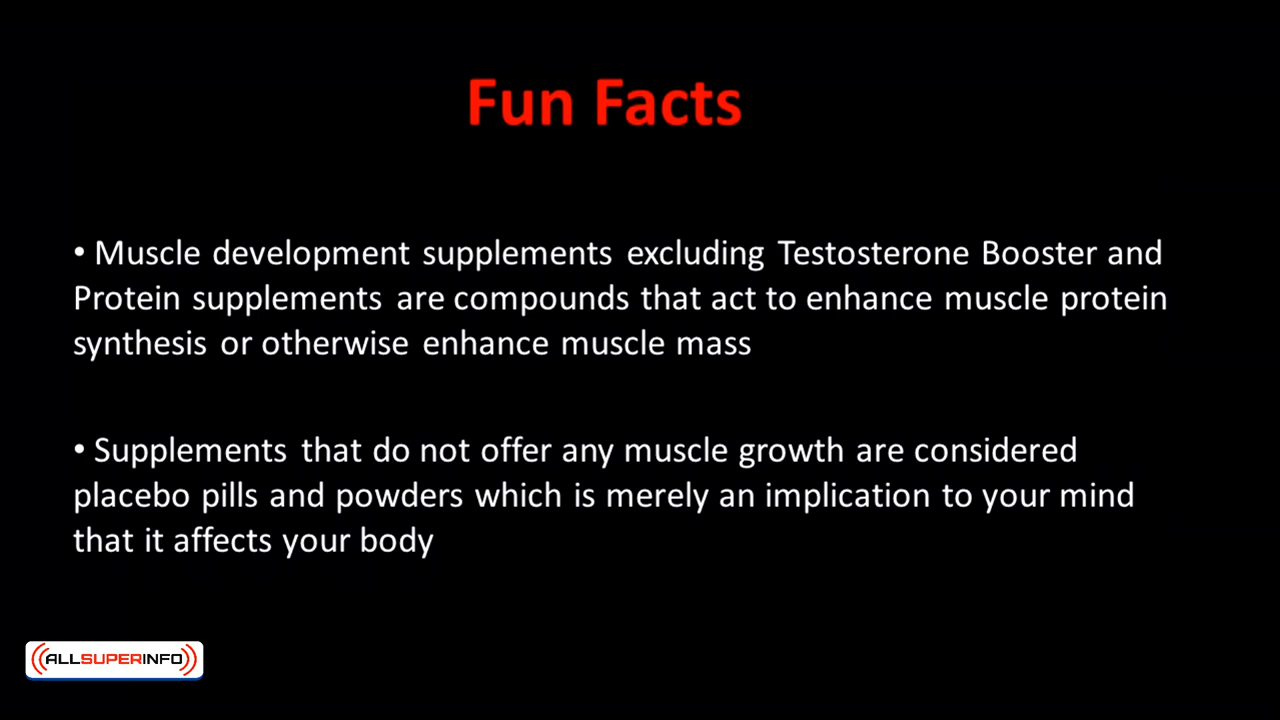 Fun Facts
• Muscle development supplements excluding Testosterone Booster and
Protein supplements are compounds that act to enhance muscle protein
synthesis or otherwise enhance muscle mass
• Supplements that do not offer any muscle growth are considered
placebo pills and powders which is merely an implication to your mind
that it affects your body
ALLSUPERINFO